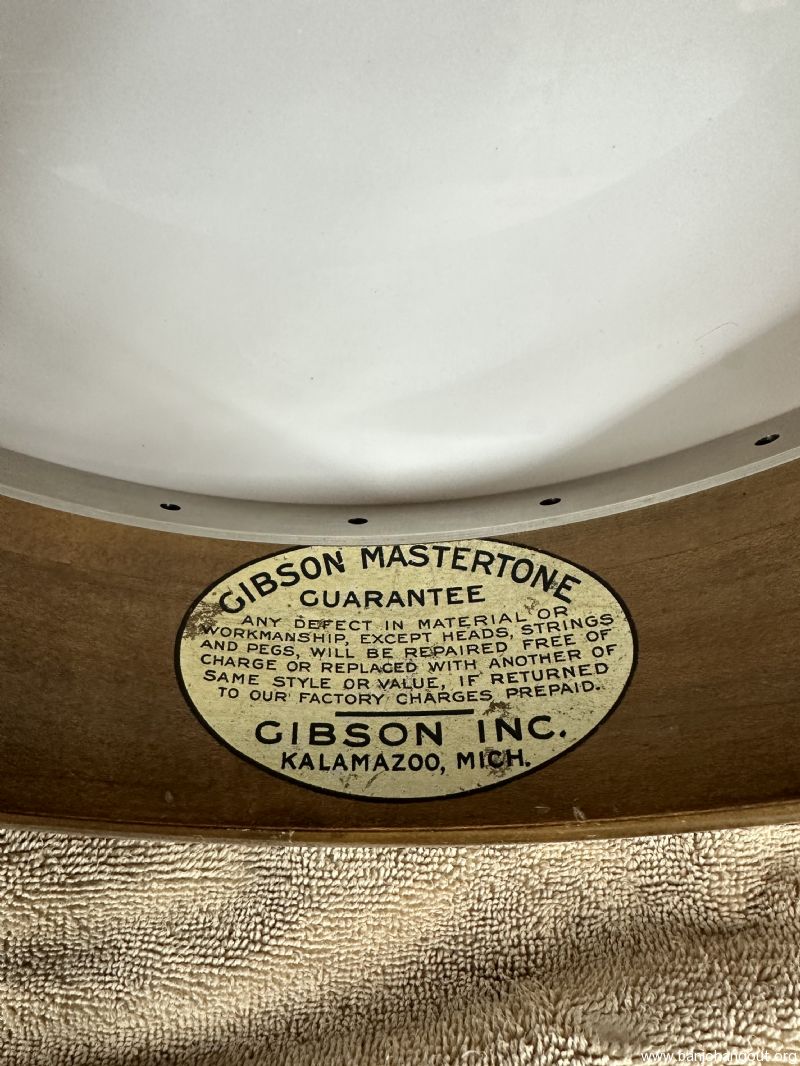 GIBSON MASTERTONE
GUARANTEE
ANY DEFECT IN MATERIAL OR
WORKMANSHIP, EXCEPT HEADS, STRINGS
AND PEGS, WILL BE REPAIRED FREE OF
CHARGE OR REPLACED WITH ANOTHER OF
SAME STYLE OR VALUE, IF RETURNED
TO OUR FACTORY CHARGES PREPAID.
GIBSON INC.
KALAMAZOO, MICH.
www.banjohangout.org